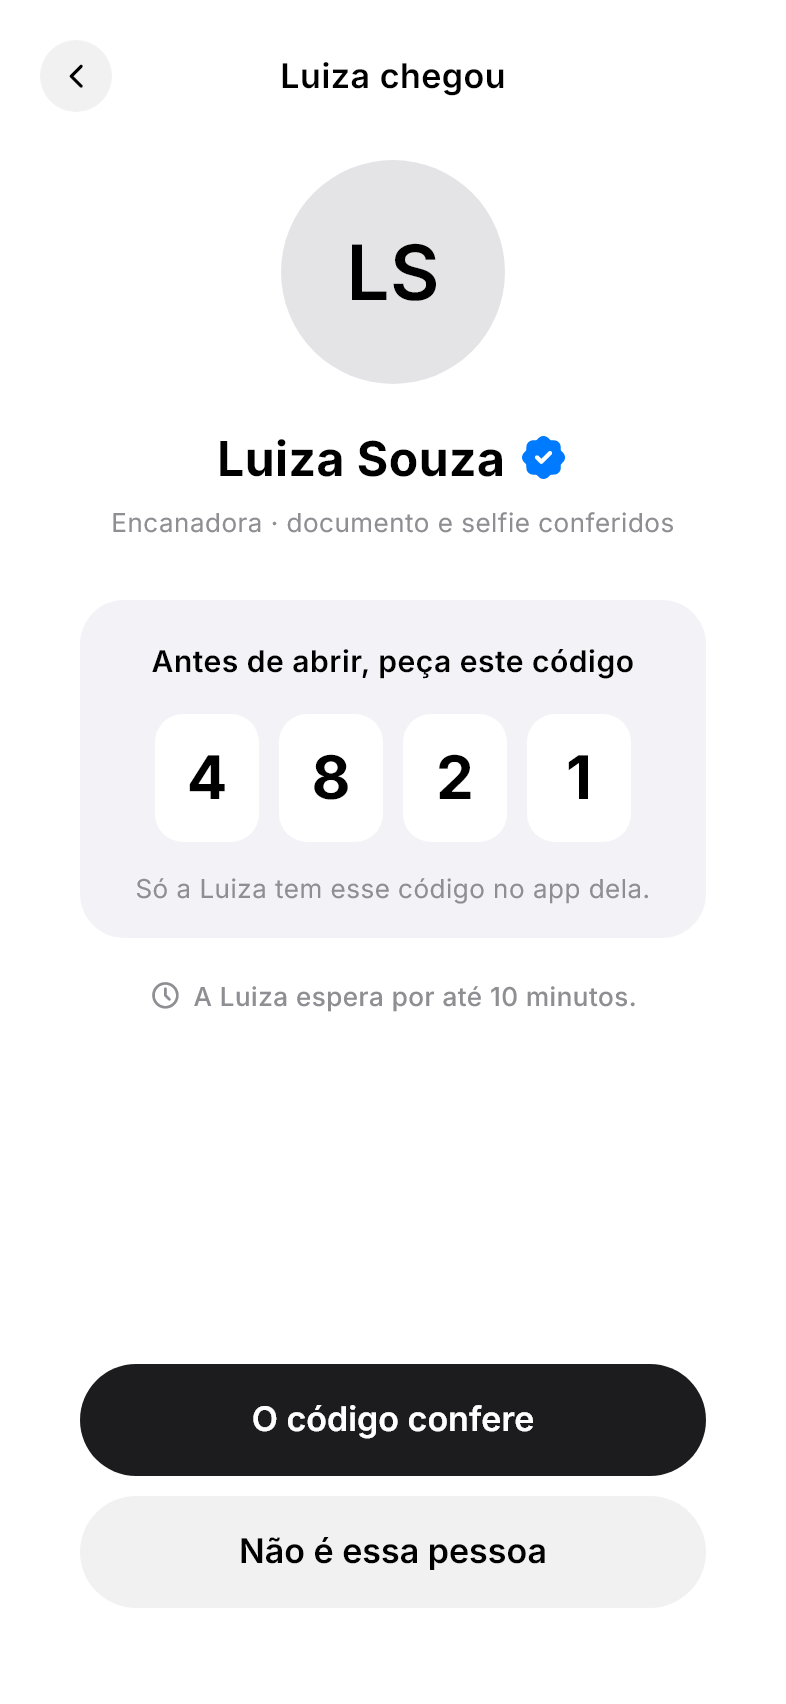 Luiza chegou
LS
Luiza Souza
Encanadora · documento e selfie conferidos
Antes de abrir, peça este código
4 8 2 1
Só a Luiza tem esse código no app dela.
A Luiza espera por até 10 minutos.
O código confere
Não é essa pessoa